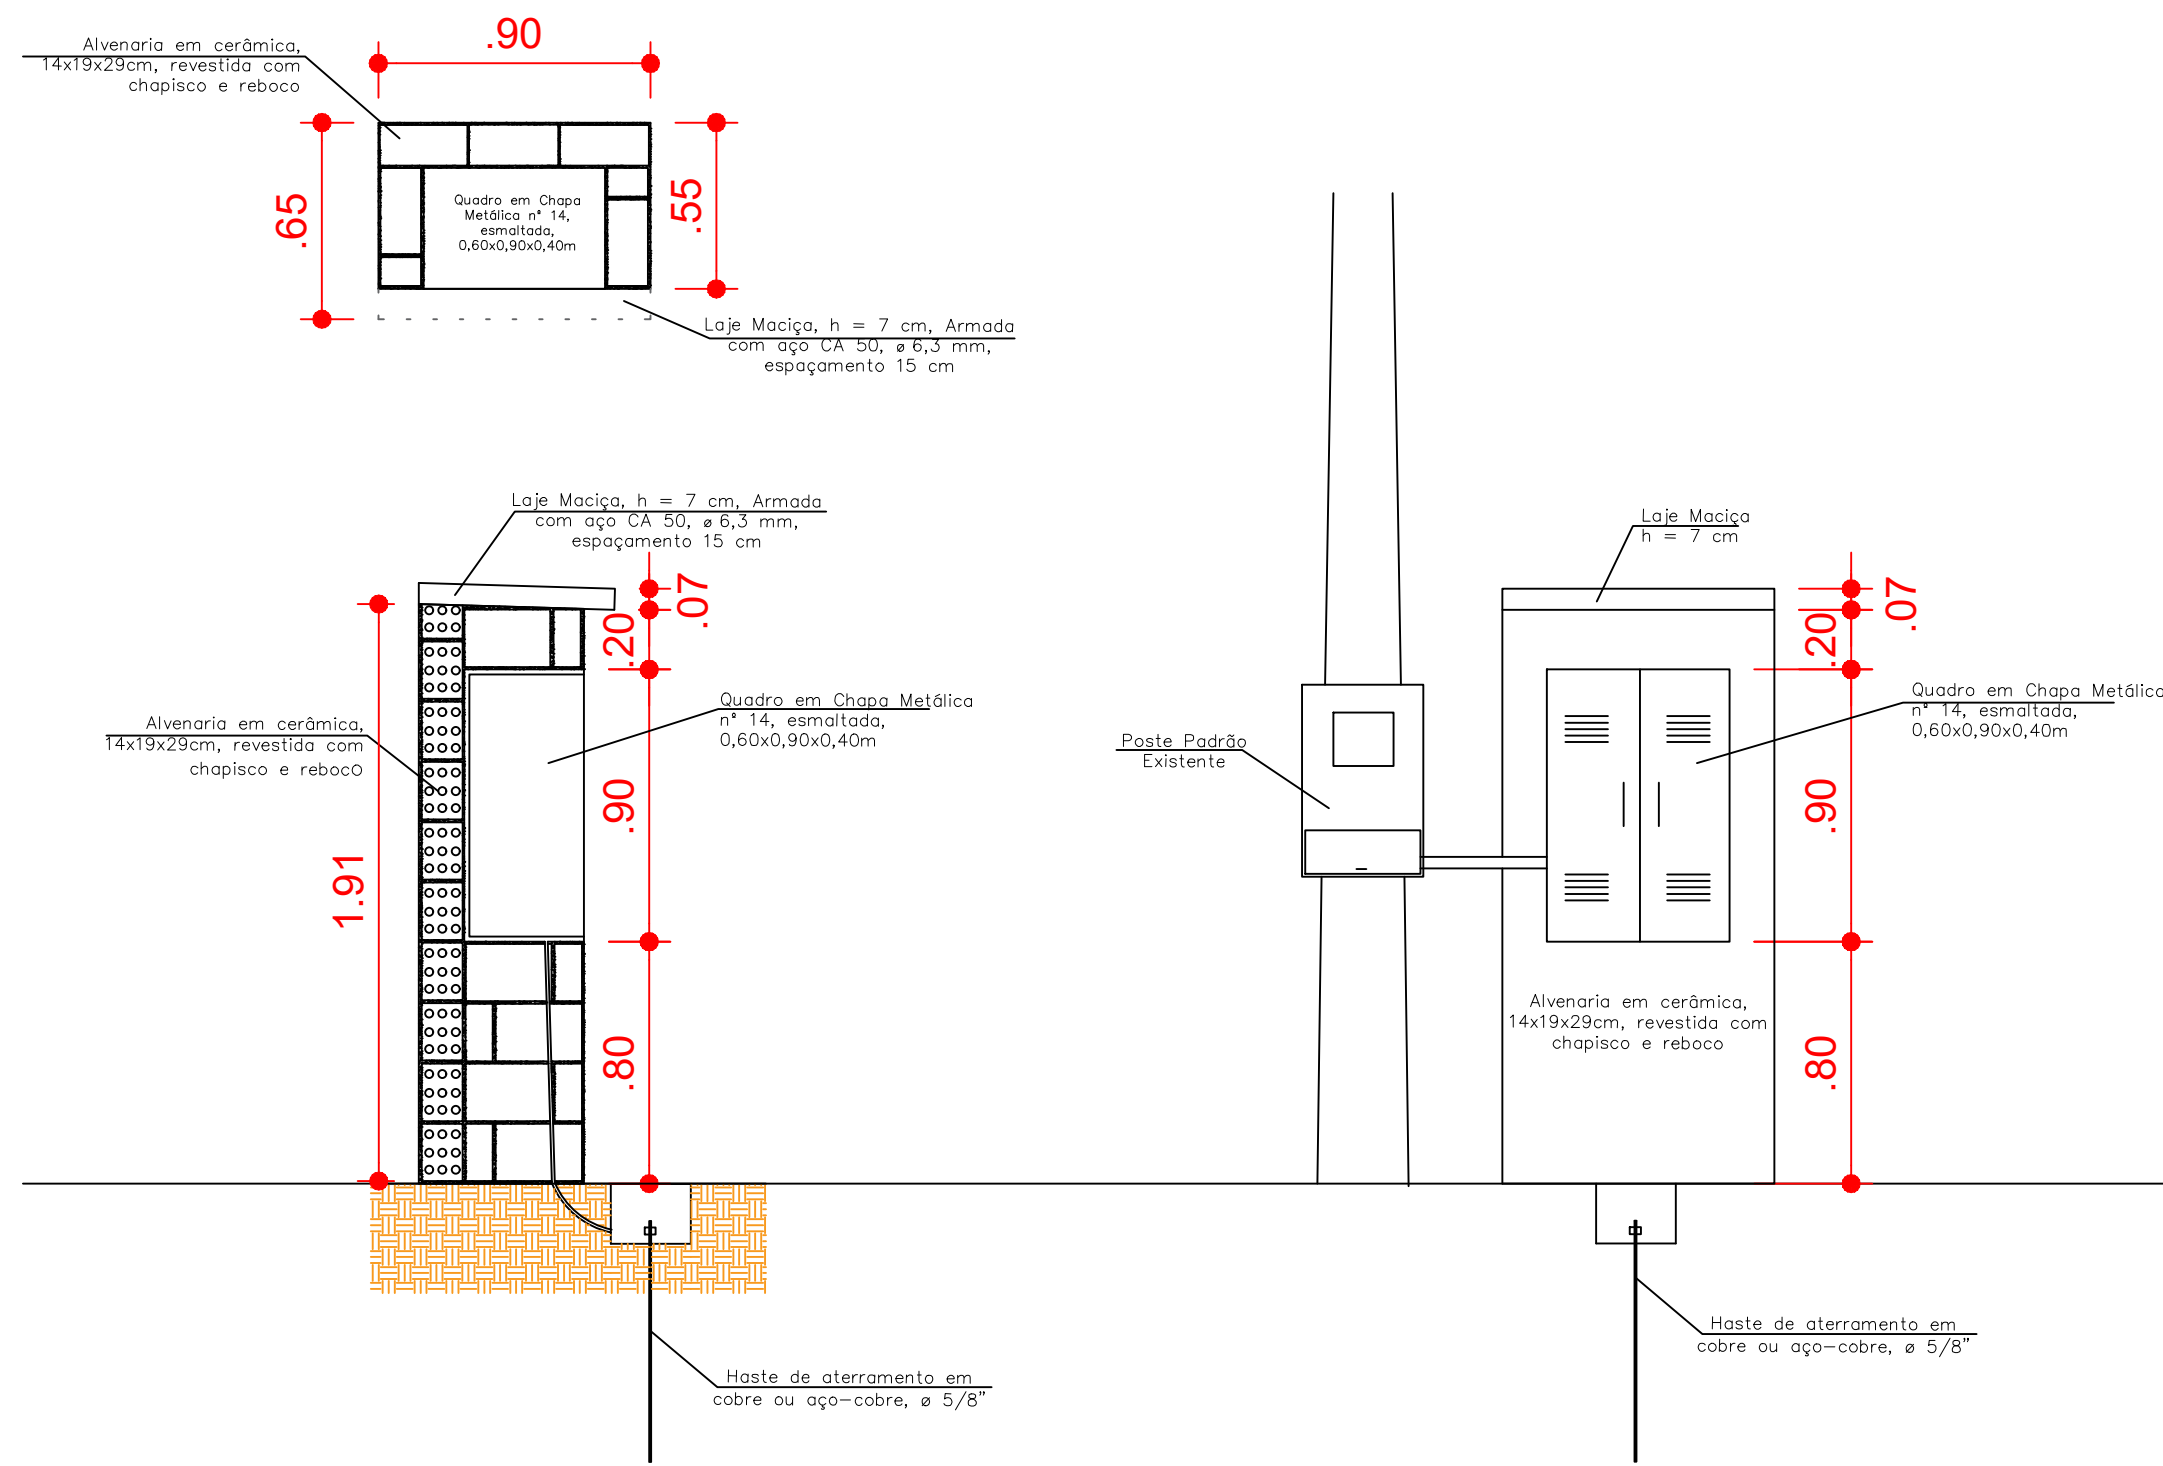 Alvenaria em cerâmica,
14x19x29cm, revestida com
chapisco e reboco
.90
.65
.55
Quadro em Chapa
Metálica n° 14,
esmaltada,
0,60x0,90x0,40m
Laje Maciça, h = 7 cm, Armada
com aço CA 50, ø 6,3 mm,
espaçamento 15 cm
Laje Maciça, h = 7 cm, Armada
com aço CA 50, ø 6,3 mm,
espaçamento 15 cm
.07
.20
.90
.80
1.91
Quadro em Chapa Metálica
n° 14, esmaltada,
0,60x0,90x0,40m
Alvenaria em cerâmica,
14x19x29cm, revestida com
chapisco e rebocO
Haste de aterramento em
cobre ou aço-cobre, ø 5/8"
Laje Maciça
h = 7 cm
.07
.20
.90
.80
Quadro em Chapa Metálica
n° 14, esmaltada,
0,60x0,90x0,40m
Poste Padrão
Existente
Alvenaria em cerâmica,
14x19x29cm, revestida com
chapisco e reboco
Haste de aterramento em
cobre ou aço-cobre, ø 5/8"